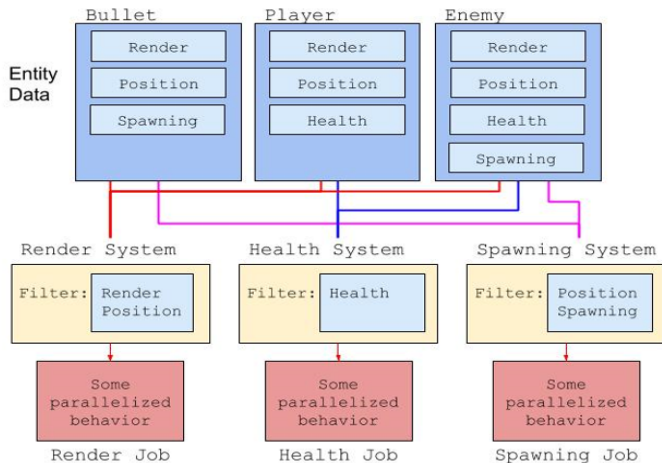 Bullet
Player
Enemy
Entity
Data
Render
Position
Spawning
Render
Position
Health
Render
Position
Health
Spawning
Render System
Health System
Spawning System
Filter:
Render
Position
Filter:
Health
Filter:
Position
Spawning
Some
parallelized
behavior
Some
parallelized
behavior
Some
parallelized
behavior
Render Job
Health Job
Spawning Job